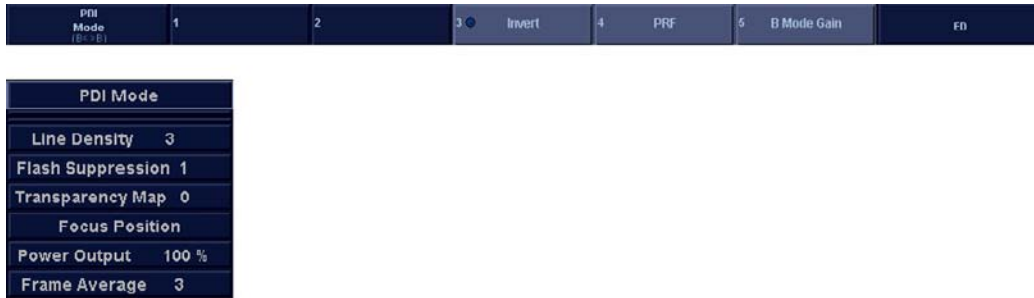 PDI
Mode
(B<>B)
1
2
3 Invert
4 PRF
5 B Mode Gain
ED
PDI Mode
Line Density 3
Flash Suppression 1
Transparency Map 0
Focus Position
Power Output 100 %
Frame Average 3